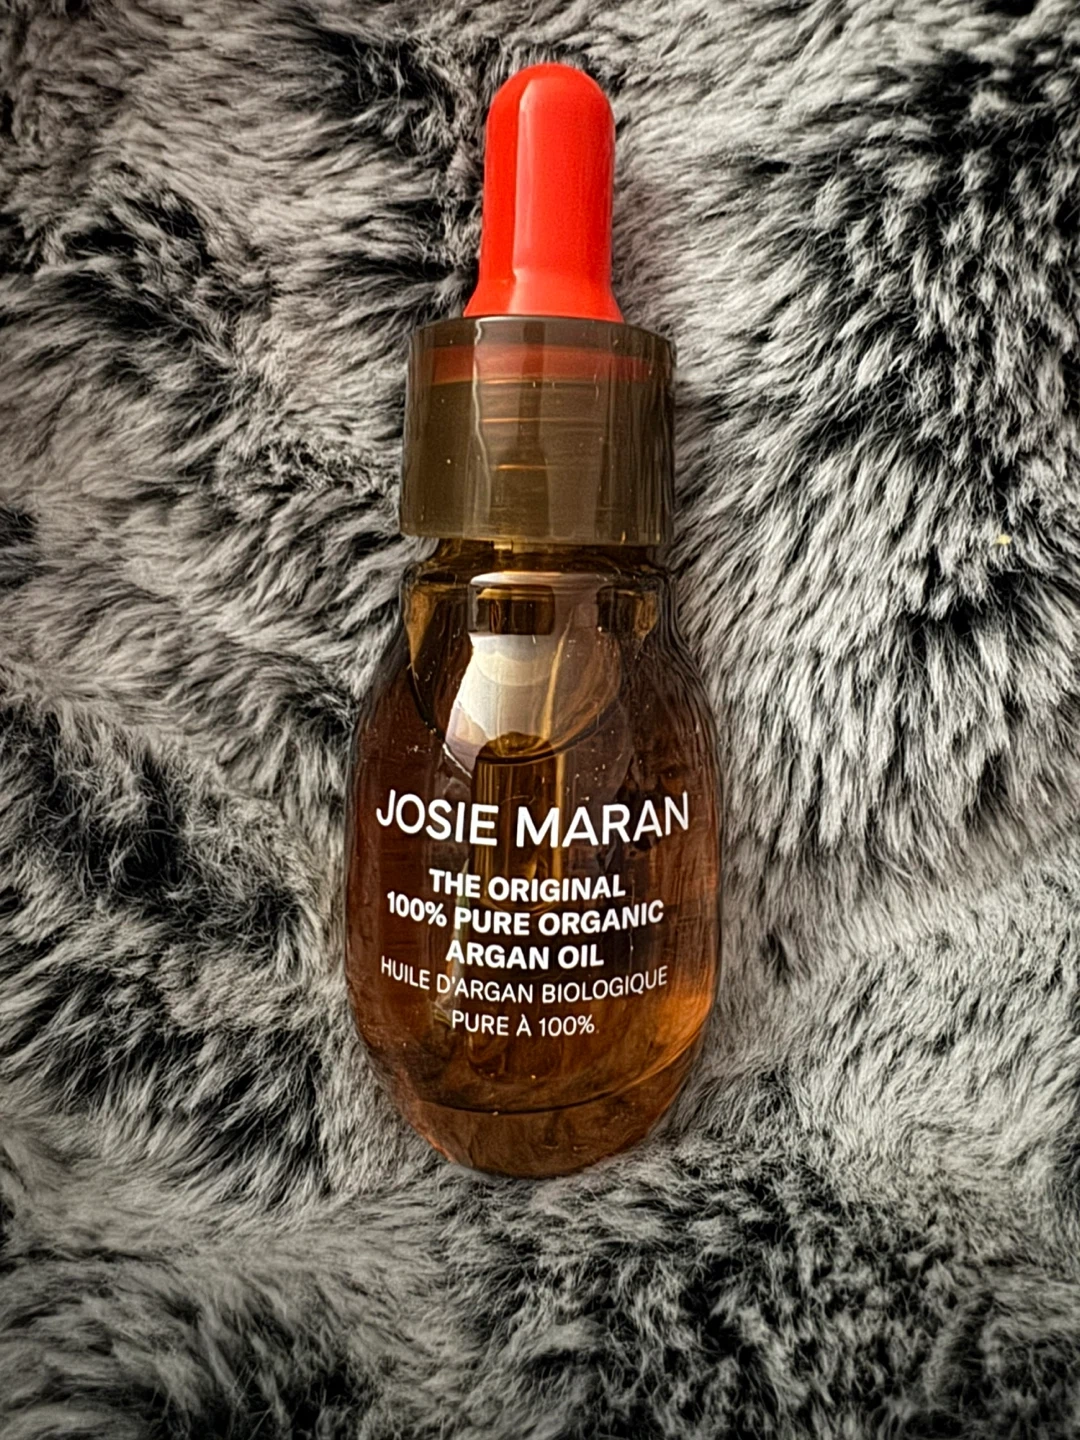 JOSIE MARAN
THE ORIGINAL
100% PURE ORGANIC
ARGAN OIL
HUILE D'ARGAN BIOLOGIQUE
PURE À 100%